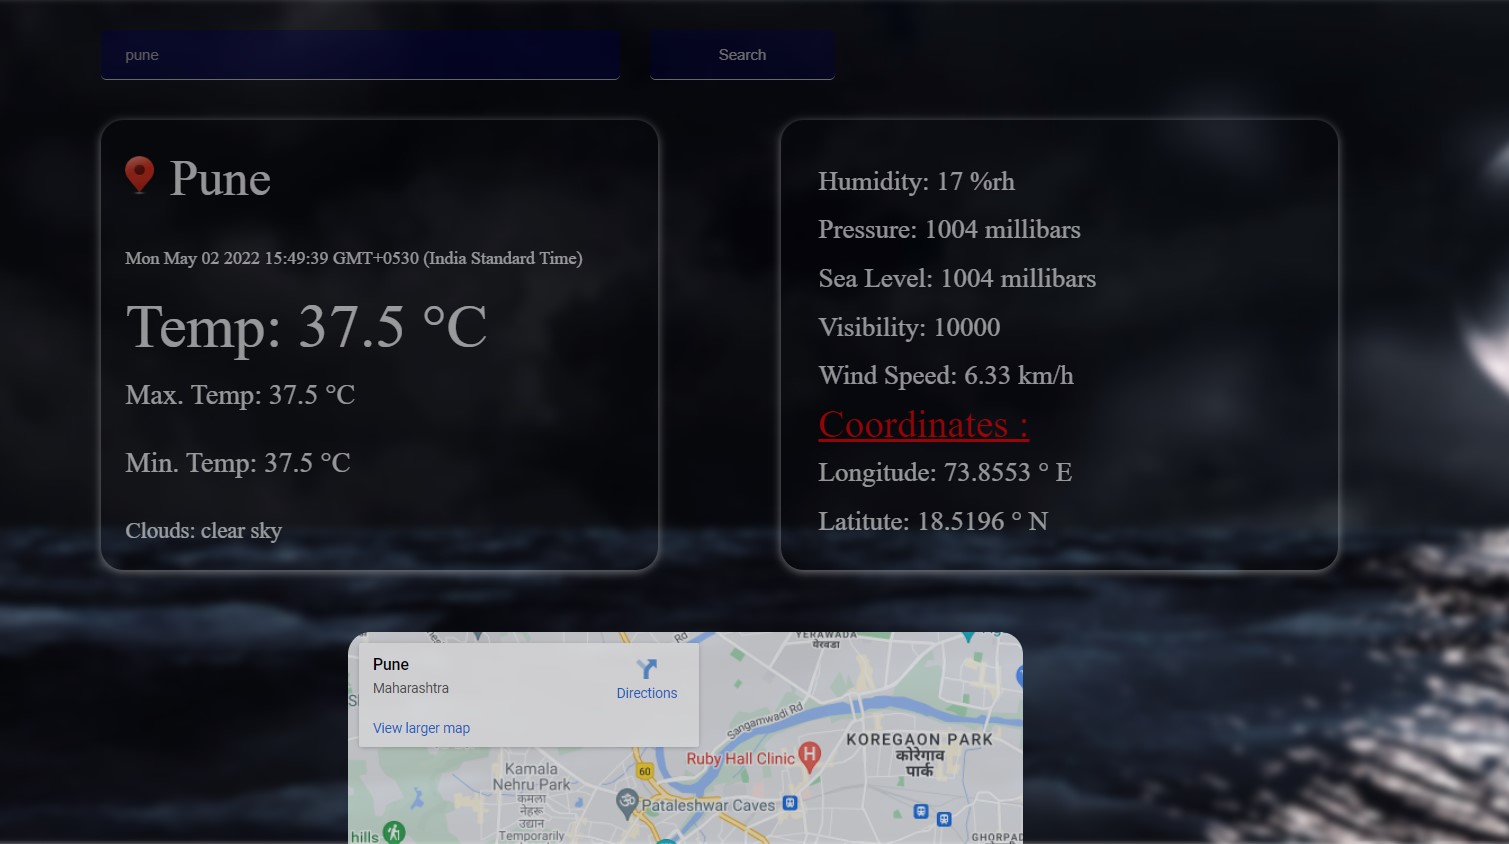 pune
Search
Pune
Mon May 02 2022 15:49:39 GMT+0530 (India Standard Time)
Temp: 37.5 °C
Max. Temp: 37.5 °C
Min. Temp: 37.5 °C
Clouds: clear sky
Humidity: 17 %rh
Pressure: 1004 millibars
Sea Level: 1004 millibars
Visibility: 10000
Wind Speed: 6.33 km/h
Coordinates :
Longitude: 73.8553 ° E
Latitute: 18.5196 ° N
Pune
Maharashtra
Directions
View larger map
Rd
YERAWADA
येरवडा
Sangamwadi Rd
KOREGAON PARK
कोरेगाव
पार्क
Ruby Hall Clinic
H
60
Kamala
Nehru Park
कमला
नेहरू
उद्यान
Temporarily
Pataleshwar Caves
hills
GHORPAD